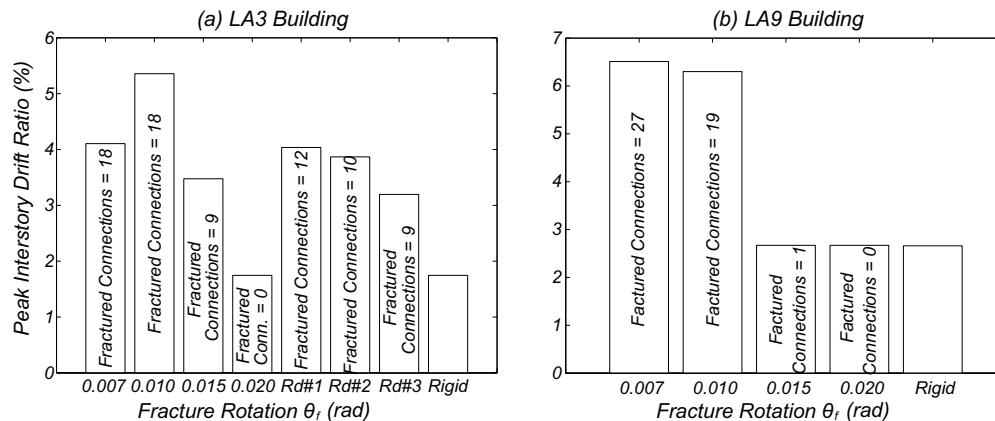 (a) LA3 Building
Peak Interstory Drift Ratio (%)
6
5
4
3
2
1
0
Fractured Connections = 18
Fractured Connections = 18
Fractured
Connections = 9
Fractured
Conn. = 0
Fractured Connections = 12
Fractured Connections = 10
Fractured
Connections = 9
0.007 0.010 0.015 0.020 Rd#1 Rd#2 Rd#3 Rigid
Fracture Rotation θf (rad)
(b) LA9 Building
7
6
5
4
3
2
1
0
Factured Connections = 27
Factured Connections = 19
Factured
Connections = 1
Factured
Connections = 0
0.007 0.010 0.015 0.020 Rigid
Fracture Rotation θf (rad)